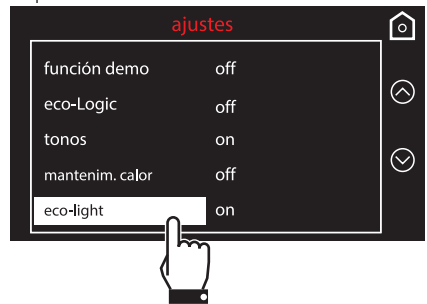 ajustes
función demo off
eco-Logic off
tonos on
mantenim. calor off
eco-light on